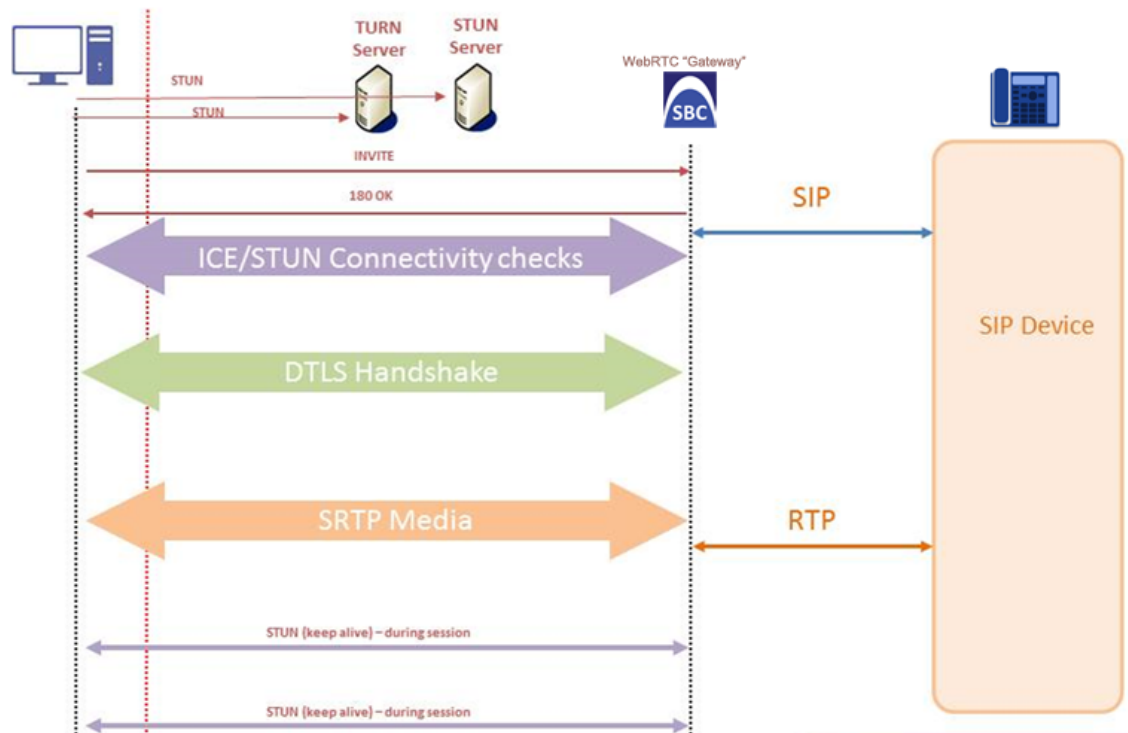 TURN
Server
STUN
Server
WebRTC "Gateway"
SBC
STUN
STUN
INVITE
180 OK
SIP
ICE/STUN Connectivity checks
SIP Device
DTLS Handshake
SRTP Media
RTP
STUN (keep alive) – during session
STUN (keep alive) – during session